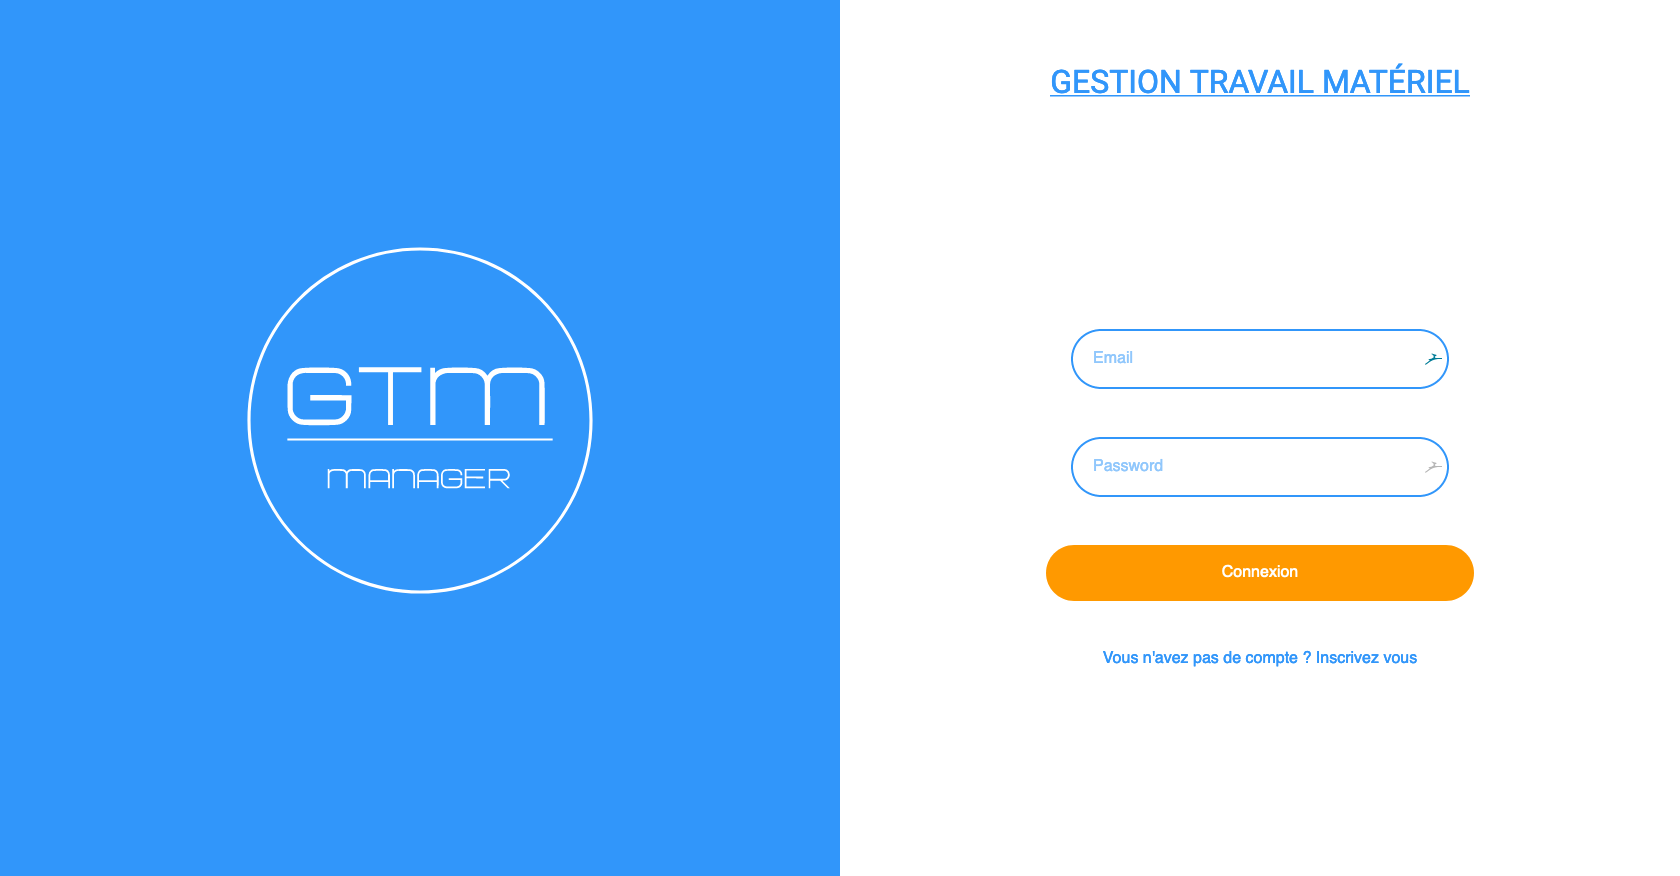 GTM
MANAGER
GESTION TRAVAIL MATÉRIEL
Email
Password
Connexion
Vous n'avez pas de compte ? Inscrivez vous